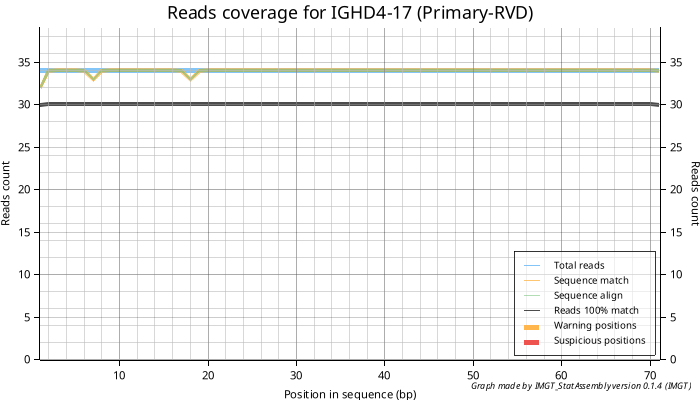 Reads coverage for IGHD4-17 (Primary-RVD)
35 35
30 30
25 25
20 20
15 15
10 10
5 5
0 0
Reads count
Reads count
Total reads
Sequence match
Sequence align
Reads 100% match
Warning positions
Suspicious positions
10 20 30 40 50 60 70
Position in sequence (bp)
Graph made by IMGT_StatAssembly version 0.1.4 (IMGT)